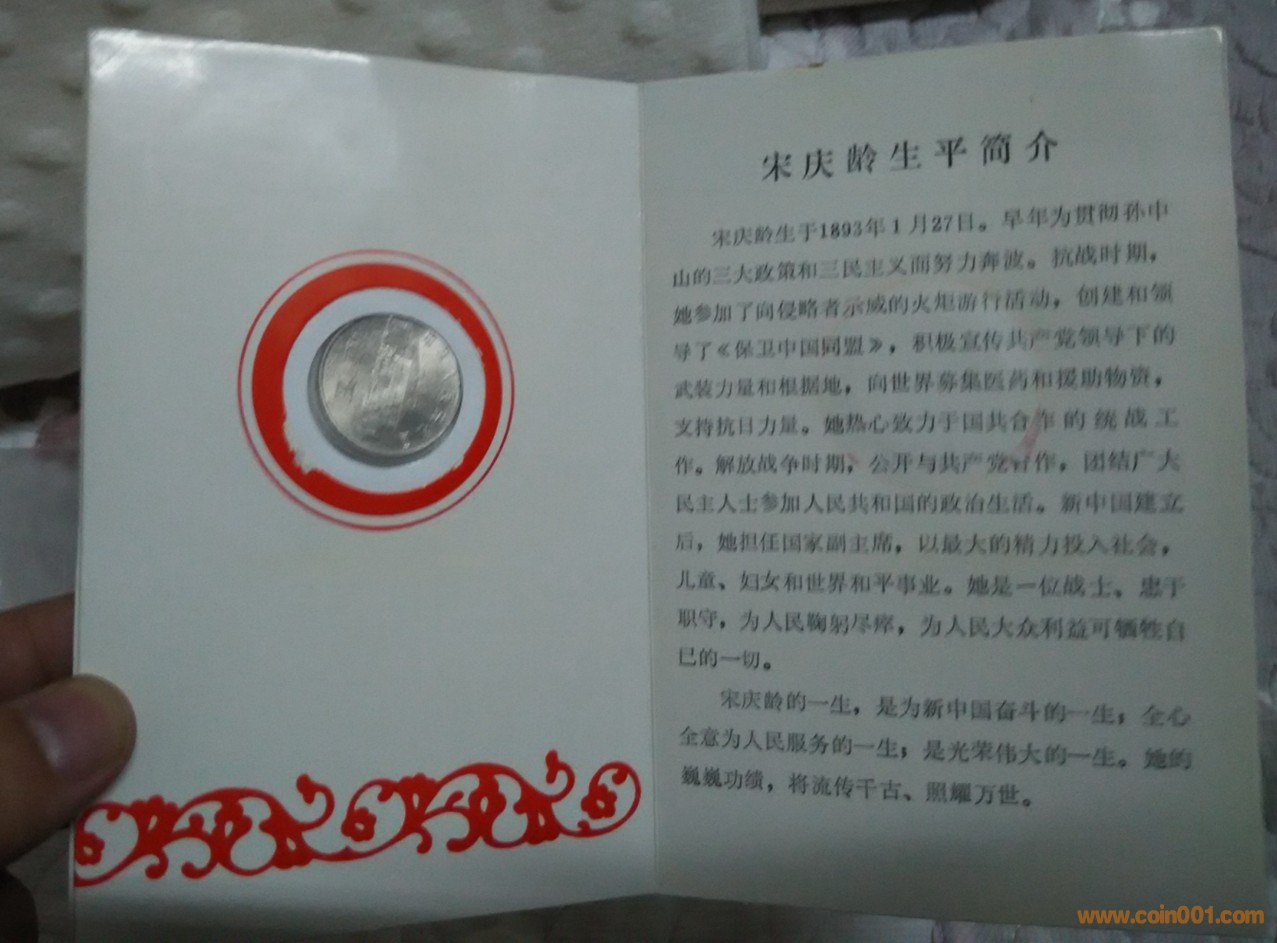 宋庆龄生平简介
宋庆龄生于1893年1月27日。早年为贯彻孙中
山的三大政策和三民主义而努力奔波。抗战时期，
她参加了向侵略者示威的火炬游行活动，创建和领
导了《保卫中国同盟》，积极宣传共产党领导下的
武装力量和根据地，向世界募集医药和援助物资，
支持抗日力量。她热心致力于国共合作的统战工
作。解放战争时期，公开与共产党合作，团结广大
民主人士参加人民共和国的政治生活。新中国建立
后，她担任国家副主席，以最大的精力投入社会，
儿童、妇女和世界和平事业。她是一位战士、忠于
职守，为人民鞠躬尽瘁，为人民大众利益可牺牲自
已的一切。
宋庆龄的一生，是为新中国奋斗的一生；全心
全意为人民服务的一生；是光荣伟大的一生。她的
巍巍功绩，将流传千古、照耀万世。
www.coin001.com